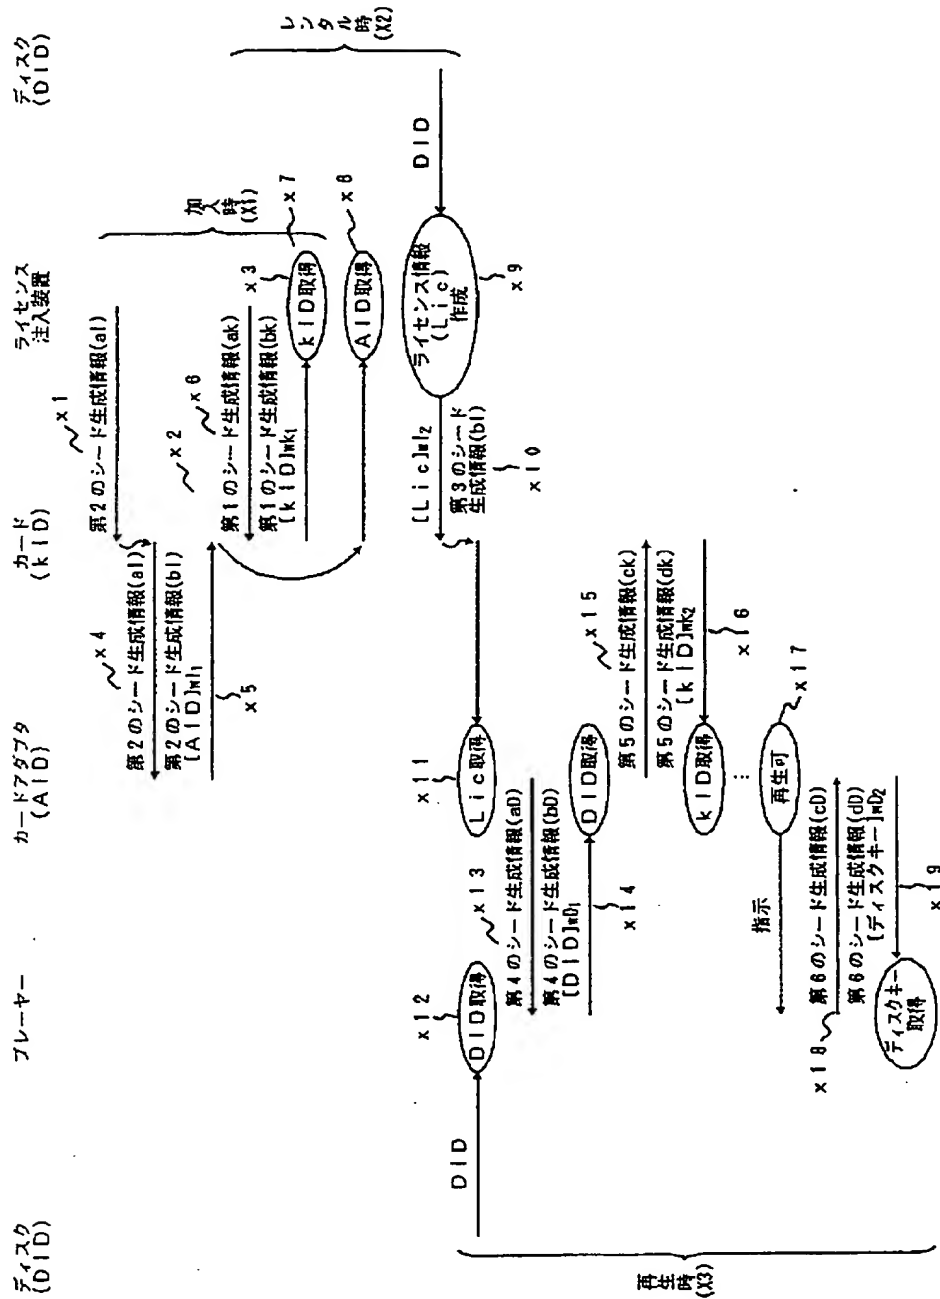 ディスク
(DID)
プレーヤー
カードアダプタ
(AID)
カード
(kID)
ライセンス
注入装置
ディスク
(DID)
加入時
(X1)
レンタル時
(X2)
再生時
(X3)
第2のシード生成情報(al)
x1
第2のシード生成情報(al)
x4
第2のシード生成情報(bl)
[AID]wl₁
x5
x2
第1のシード生成情報(ak)
x6
第1のシード生成情報(bk)
[kID]wk₁
x3
kID取得
x7
AID取得
x8
DID
ライセンス情報
(Lic)
作成
x9
[Lic]wl₂
第3のシード
生成情報(bl)
x10
Lic取得
x11
DID
DID取得
x12
第4のシード生成情報(aD)
x13
第4のシード生成情報(bD)
[DID]wD₁
x14
DID取得
第5のシード生成情報(ck)
x15
第5のシード生成情報(dk)
[kID]wk₂
x16
kID取得
再生可
x17
指示
第6のシード生成情報(cD)
x18
第6のシード生成情報(dD)
[ディスクキー]wD₂
x19
ディスクキー
取得